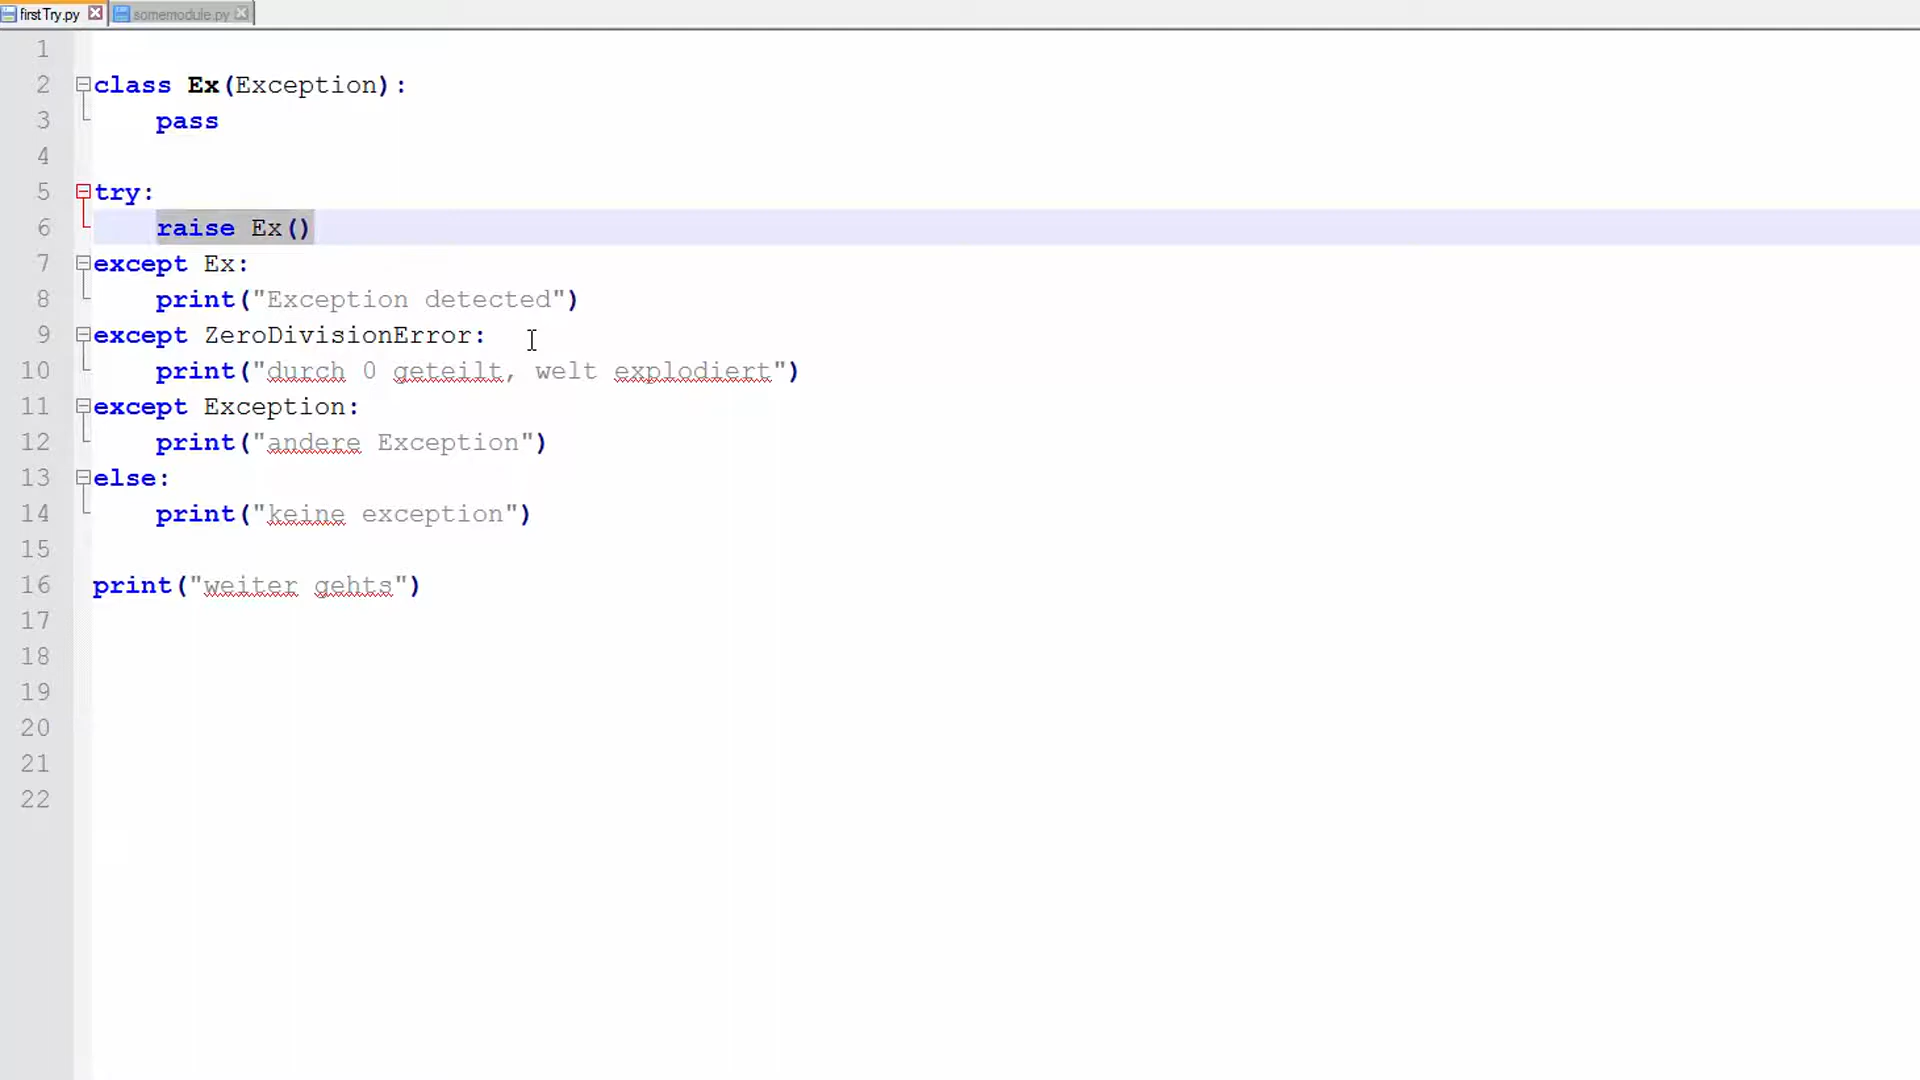 firstTry.py somemodule.py
1
2 class Ex(Exception):
3 pass
4
5 try:
6 raise Ex()
7 except Ex:
8 print("Exception detected")
9 except ZeroDivisionError:
10 print("durch 0 geteilt, welt explodiert")
11 except Exception:
12 print("andere Exception")
13 else:
14 print("keine exception")
15
16 print("weiter gehts")
17
18
19
20
21
22